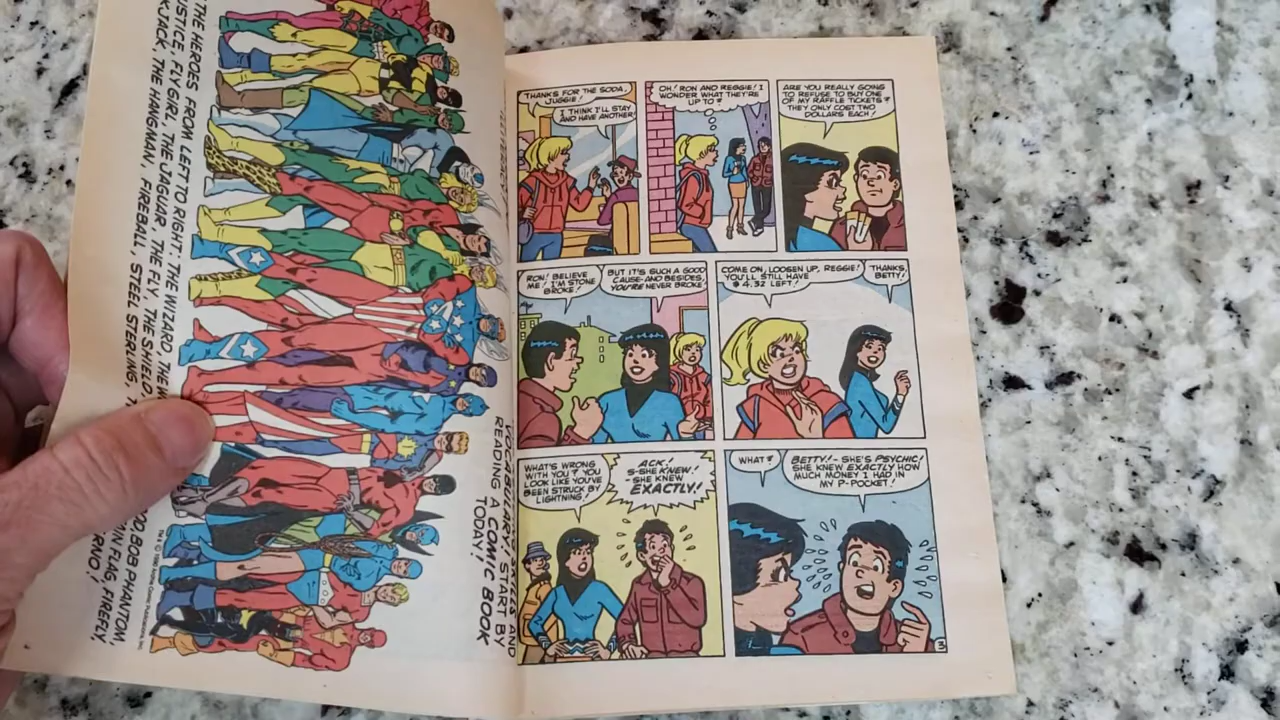 THE HEROES FROM LEFT TO RIGHT: THE WIZARD, THE
JUSTICE, FLYGIRL, THE JAGUAR, THE FLY, THE SHIELD,
JACK, THE HANGMAN, FIREBALL, STEEL STERLING,
BOB PHANTOM
IN FLAG, FIREFLY,
VOCABULARY! START BY
READING A COMIC BOOK
TODAY!
THANKS FOR THE SODA,
JUGGIE!
I THINK I'LL STAY
AND HAVE ANOTHER!
OH! RON AND REGGIE! I
WONDER WHAT THEY'RE
UP TO?
ARE YOU REALLY GOING
TO REFUSE TO BUY ONE
OF MY RAFFLE TICKETS?
THEY ONLY COST TWO
DOLLARS EACH!
RON! BELIEVE
ME! I'M STONE
BROKE!
BUT IT'S SUCH A GOOD
CAUSE-AND BESIDES,
YOU'RE NEVER BROKE
COME ON, LOOSEN UP, REGGIE!
YOU'LL STILL HAVE
$4.32 LEFT!
THANKS,
BETTY!
WHAT'S WRONG
WITH YOU? YOU
LOOK LIKE YOU'VE
BEEN STRUCK BY
LIGHTNING!
ACK!
S-SHE KNEW!
-SHE KNEW
EXACTLY!
WHAT?
BETTY!- SHE'S PSYCHIC!
SHE KNEW EXACTLY HOW
MUCH MONEY I HAD IN
MY P-POCKET!
3